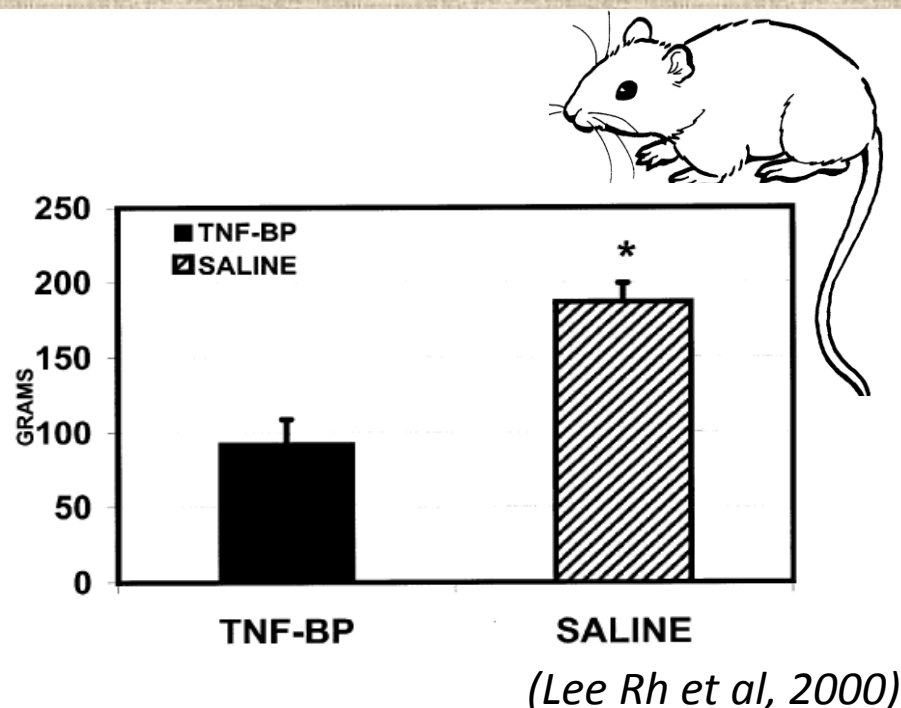 250
TNF-BP
*
SALINE
200
150
GRAMS
100
50
0
TNF-BP SALINE
(Lee Rh et al, 2000)